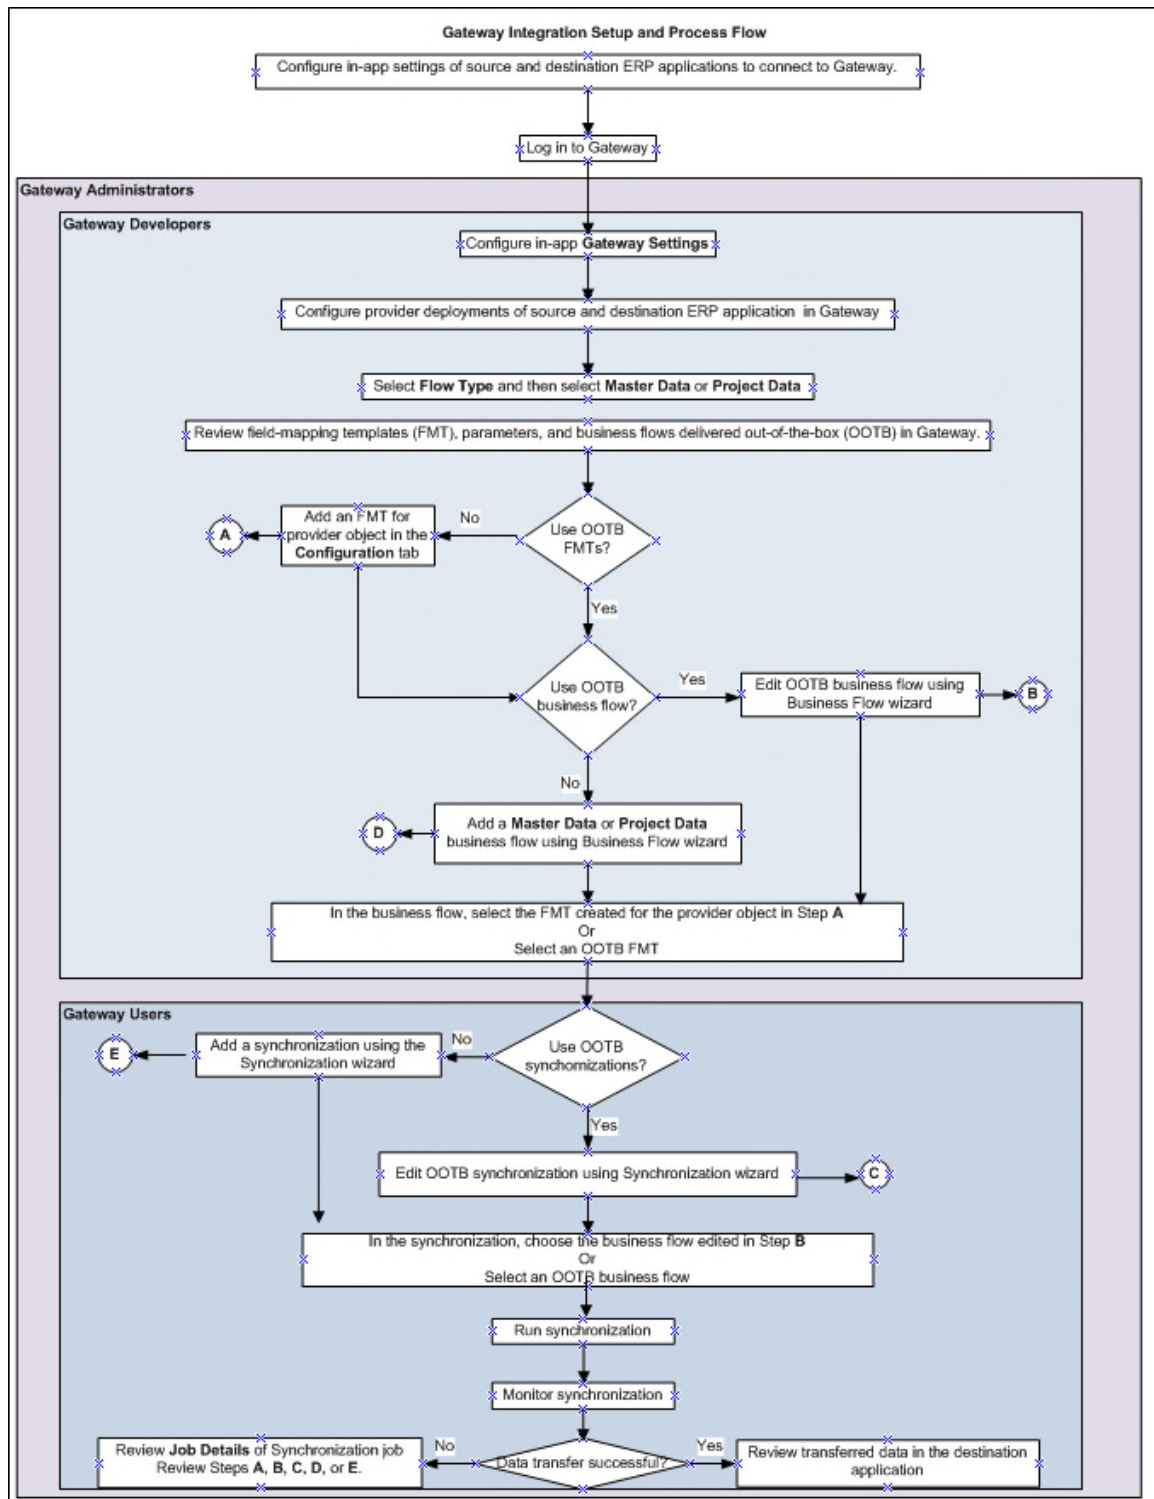 Gateway Integration Setup and Process Flow
Configure in-app settings of source and destination ERP applications to connect to Gateway.
Log in to Gateway
Gateway Administrators
Gateway Developers
Configure in-app Gateway Settings
Configure provider deployments of source and destination ERP application in Gateway
Select Flow Type and then select Master Data or Project Data
Review field-mapping templates (FMT), parameters, and business flows delivered out-of-the-box (OOTB) in Gateway.
A
Add an FMT for
provider object in the
Configuration tab
No
Use OOTB
FMTs?
Yes
Use OOTB
business flow?
Yes
Edit OOTB business flow using
Business Flow wizard
B
No
D
Add a Master Data or Project Data
business flow using Business Flow wizard
In the business flow, select the FMT created for the provider object in Step A
Or
Select an OOTB FMT
Gateway Users
E
Add a synchronization using the
Synchronization wizard
No
Use OOTB
synchornizations?
Yes
Edit OOTB synchronization using Synchronization wizard
C
In the synchronization, choose the business flow edited in Step B
Or
Select an OOTB business flow
Run synchronization
Monitor synchronization
Review Job Details of Synchronization job
Review Steps A, B, C, D, or E.
No
Data transfer successful?
Yes
Review transferred data in the destination
application